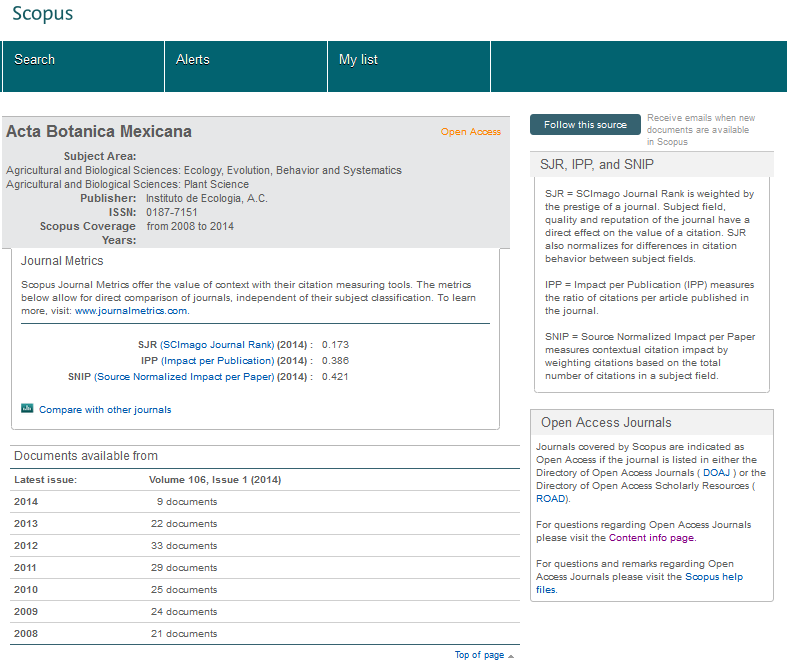 Scopus
Search
Alerts
My list
Acta Botanica Mexicana
Open Access
Subject Area:
Agricultural and Biological Sciences: Ecology, Evolution, Behavior and Systematics
Agricultural and Biological Sciences: Plant Science
Publisher: Instituto de Ecologia, A.C.
ISSN: 0187-7151
Scopus Coverage from 2008 to 2014
Years:
Journal Metrics
Scopus Journal Metrics offer the value of context with their citation measuring tools. The metrics
below allow for direct comparison of journals, independent of their subject classification. To learn
more, visit: www.journalmetrics.com.
SJR (SCImago Journal Rank) (2014) : 0.173
IPP (Impact per Publication) (2014) : 0.386
SNIP (Source Normalized Impact per Paper) (2014) : 0.421
Compare with other journals
Documents available from
Latest issue: Volume 106, Issue 1 (2014)
2014 9 documents
2013 22 documents
2012 33 documents
2011 29 documents
2010 25 documents
2009 24 documents
2008 21 documents
Top of page
Follow this source
Receive emails when new
documents are available
in Scopus
SJR, IPP, and SNIP
SJR = SCImago Journal Rank is weighted by
the prestige of a journal. Subject field,
quality and reputation of the journal have a
direct effect on the value of a citation. SJR
also normalizes for differences in citation
behavior between subject fields.
IPP = Impact per Publication (IPP) measures
the ratio of citations per article published in
the journal.
SNIP = Source Normalized Impact per Paper
measures contextual citation impact by
weighting citations based on the total
number of citations in a subject field.
Open Access Journals
Journals covered by Scopus are indicated as
Open Access if the journal is listed in either the
Directory of Open Access Journals ( DOAJ ) or the
Directory of Open Access Scholarly Resources (
ROAD).
For questions regarding Open Access Journals
please visit the Content info page.
For questions and remarks regarding Open
Access Journals please visit the Scopus help
files.